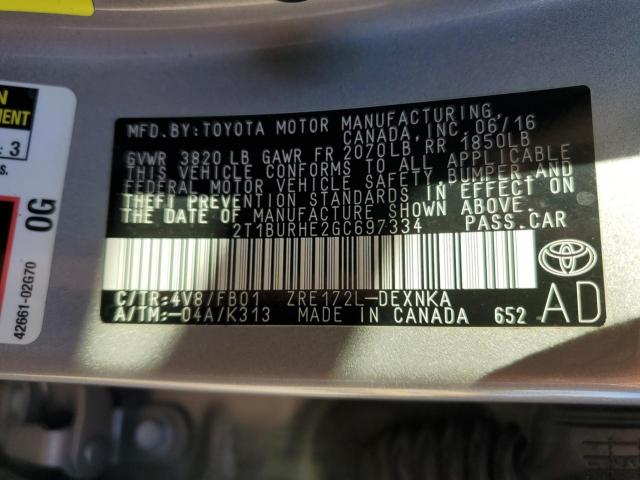 MFD. BY: TOYOTA MOTOR MANUFACTURING
CANADA, INC. 06/16
GVWR 3820 LB GAWR FR 2070LB RR 1850LB
THIS VEHICLE CONFORMS TO ALL APPLICABLE
FEDERAL MOTOR VEHICLE SAFETY, BUMPER, AND
THEFT PREVENTION STANDARDS IN EFFECT ON
THE DATE OF MANUFACTURE SHOWN ABOVE.
2T1BURHE2GC697334 PASS.CAR
C/TR:4V8/FB01 ZRE172L-DEXNKA
A/TM:-04A/K313 MADE IN CANADA 652
AD
: 3
0G
42661-02G70